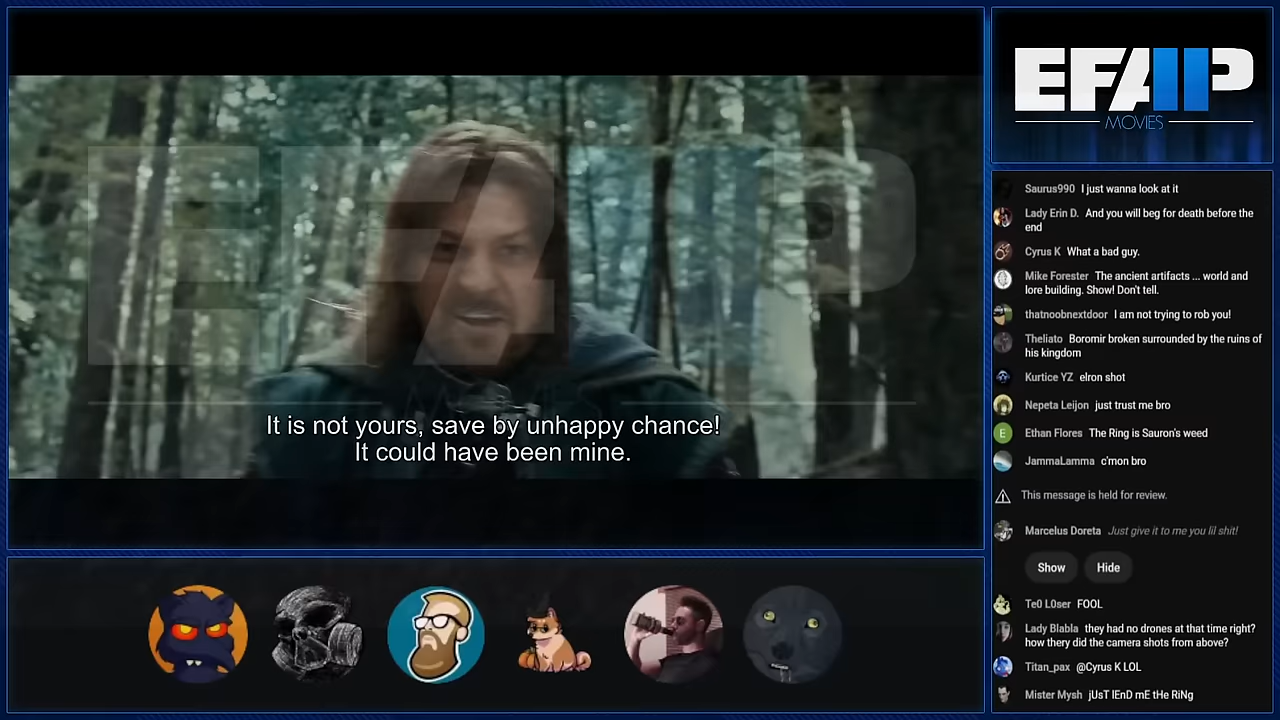 EFAP
It is not yours, save by unhappy chance!
It could have been mine.
EFAP
MOVIES
Saurus990 I just wanna look at it
Lady Erin D. And you will beg for death before the
end
Cyrus K What a bad guy.
Mike Forester The ancient artifacts ... world and
lore building. Show! Don't tell.
thatnoobnextdoor I am not trying to rob you!
Theliato Boromir broken surrounded by the ruins of
his kingdom
Kurtice YZ elron shot
Nepeta Leijon just trust me bro
E Ethan Flores The Ring is Sauron's weed
JammaLamma c'mon bro
This message is held for review.
Marcelus Doreta Just give it to me you lil shit!
Show Hide
Te0 L0ser FOOL
Lady Blabla they had no drones at that time right?
how they did the camera shots from above?
Titan_pax @Cyrus K LOL
Mister Mysh jUsT lEnD mE tHe RiNg